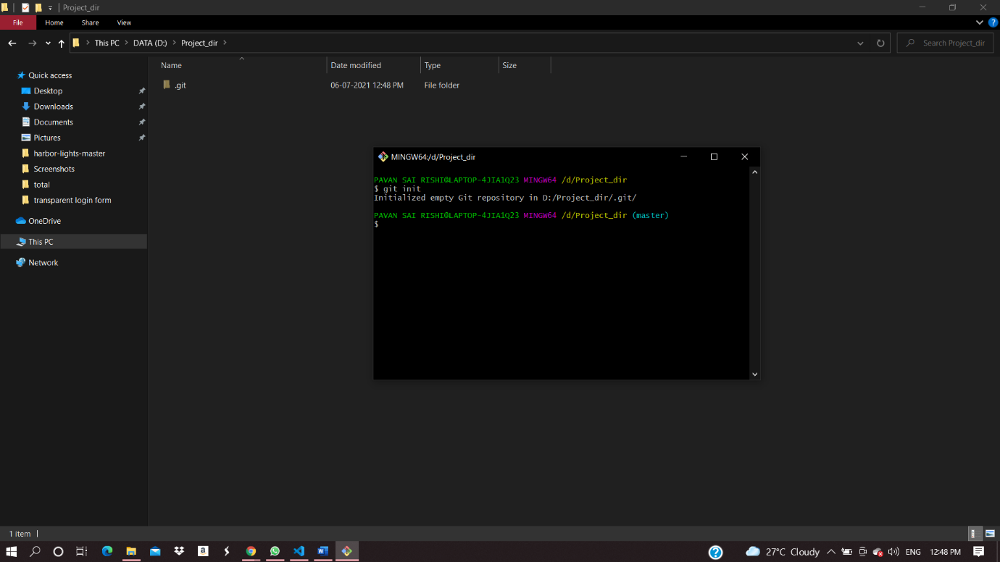 Project_dir
File Home Share View
This PC DATA (D:) Project_dir
Search Project_dir
Name Date modified Type Size
.git 06-07-2021 12:48 PM File folder
Quick access
Desktop
Downloads
Documents
Pictures
harbor-lights-master
Screenshots
total
transparent login form
OneDrive
This PC
Network
MINGW64:/d/Project_dir
PAVAN SAI RISHI@LAPTOP-4JIA1Q23 MINGW64 /d/Project_dir
$ git init
Initialized empty Git repository in D:/Project_dir/.git/
PAVAN SAI RISHI@LAPTOP-4JIA1Q23 MINGW64 /d/Project_dir (master)
$
1 item
27°C Cloudy ENG 12:48 PM